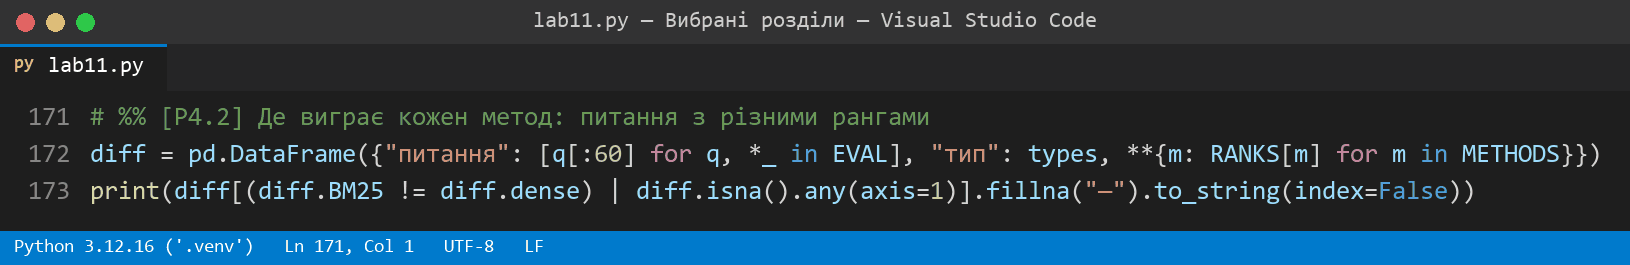 lab11.py — Вибрані розділи — Visual Studio Code
py lab11.py
171 # %% [P4.2] Де виграє кожен метод: питання з різними рангами
172 diff = pd.DataFrame({"питання": [q[:60] for q, *_ in EVAL], "тип": types, **{m: RANKS[m] for m in METHODS}})
173 print(diff[(diff.BM25 != diff.dense) | diff.isna().any(axis=1)].fillna("—").to_string(index=False))
Python 3.12.16 ('.venv') Ln 171, Col 1 UTF-8 LF